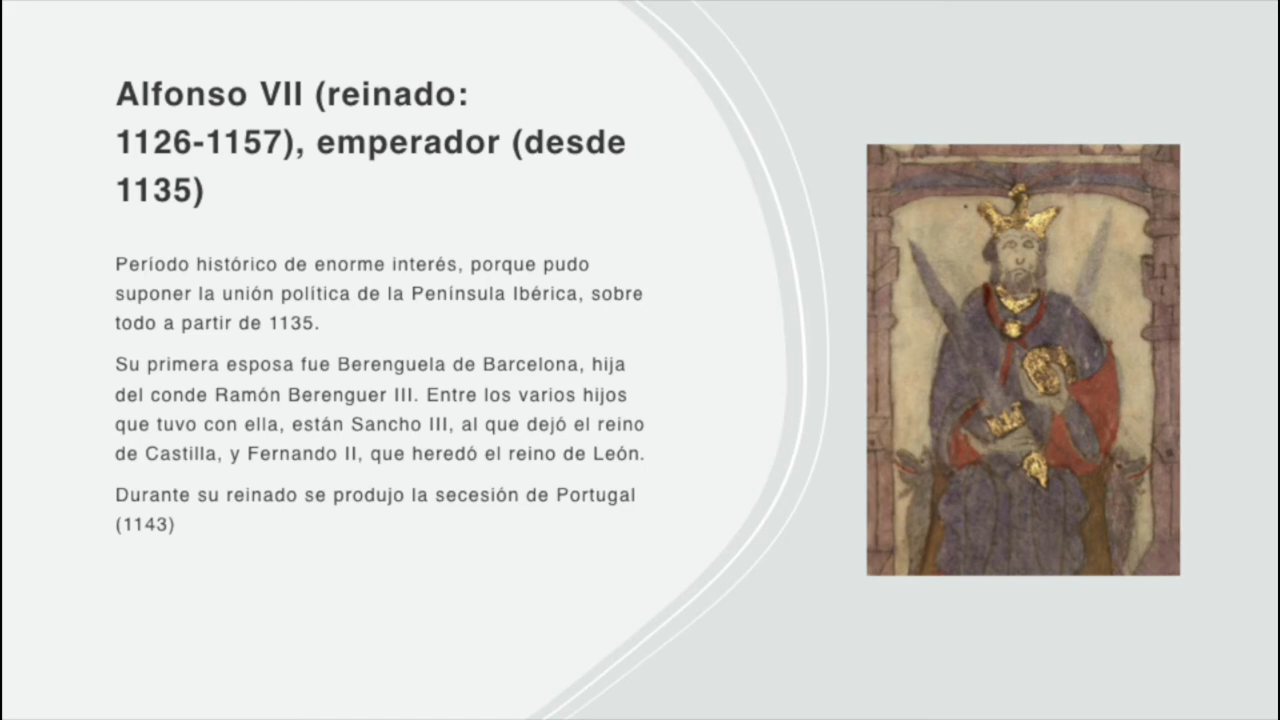 Alfonso VII (reinado:
1126-1157), emperador (desde
1135)
Período histórico de enorme interés, porque pudo
suponer la unión política de la Península Ibérica, sobre
todo a partir de 1135.
Su primera esposa fue Berenguela de Barcelona, hija
del conde Ramón Berenguer III. Entre los varios hijos
que tuvo con ella, están Sancho III, al que dejó el reino
de Castilla, y Fernando II, que heredó el reino de León.
Durante su reinado se produjo la secesión de Portugal
(1143)